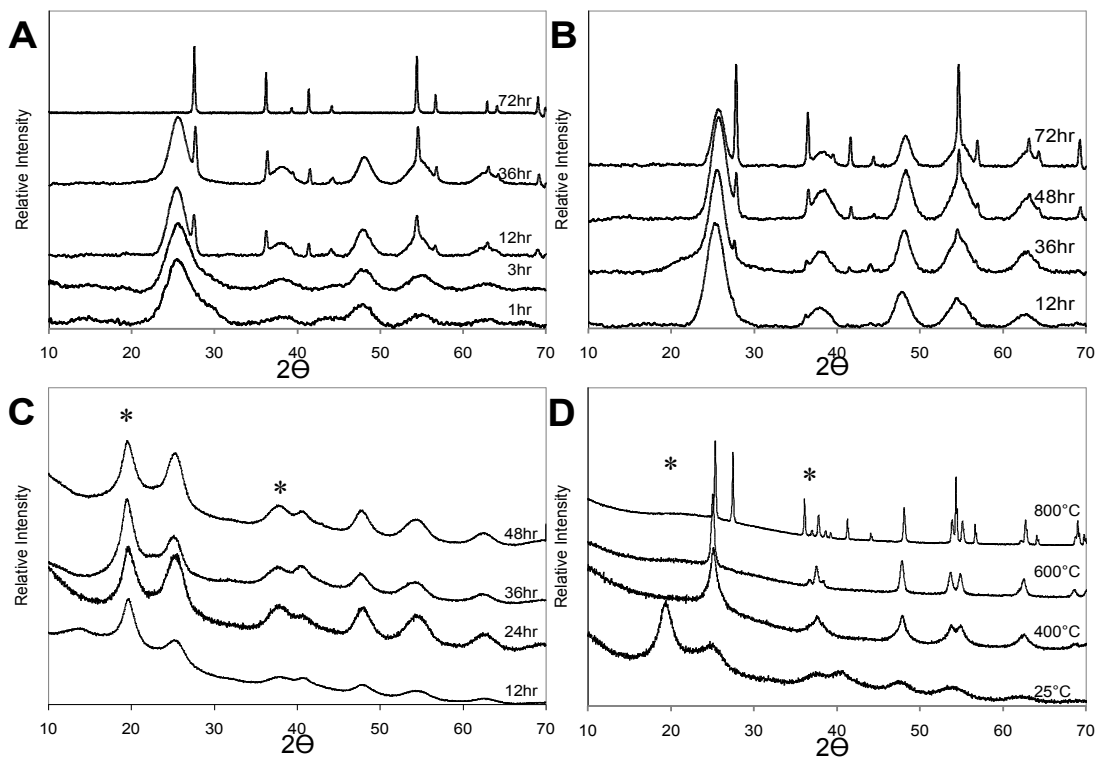 A
Relative Intensity
72hr
36hr
12hr
3hr
1hr
10 20 30 40 50 60 70
2Θ
B
Relative Intensity
72hr
48hr
36hr
12hr
10 20 30 40 50 60 70
2Θ
C
Relative Intensity
*
*
48hr
36hr
24hr
12hr
10 20 30 40 50 60 70
2Θ
D
Relative Intensity
*
*
800°C
600°C
400°C
25°C
10 20 30 40 50 60 70
2Θ